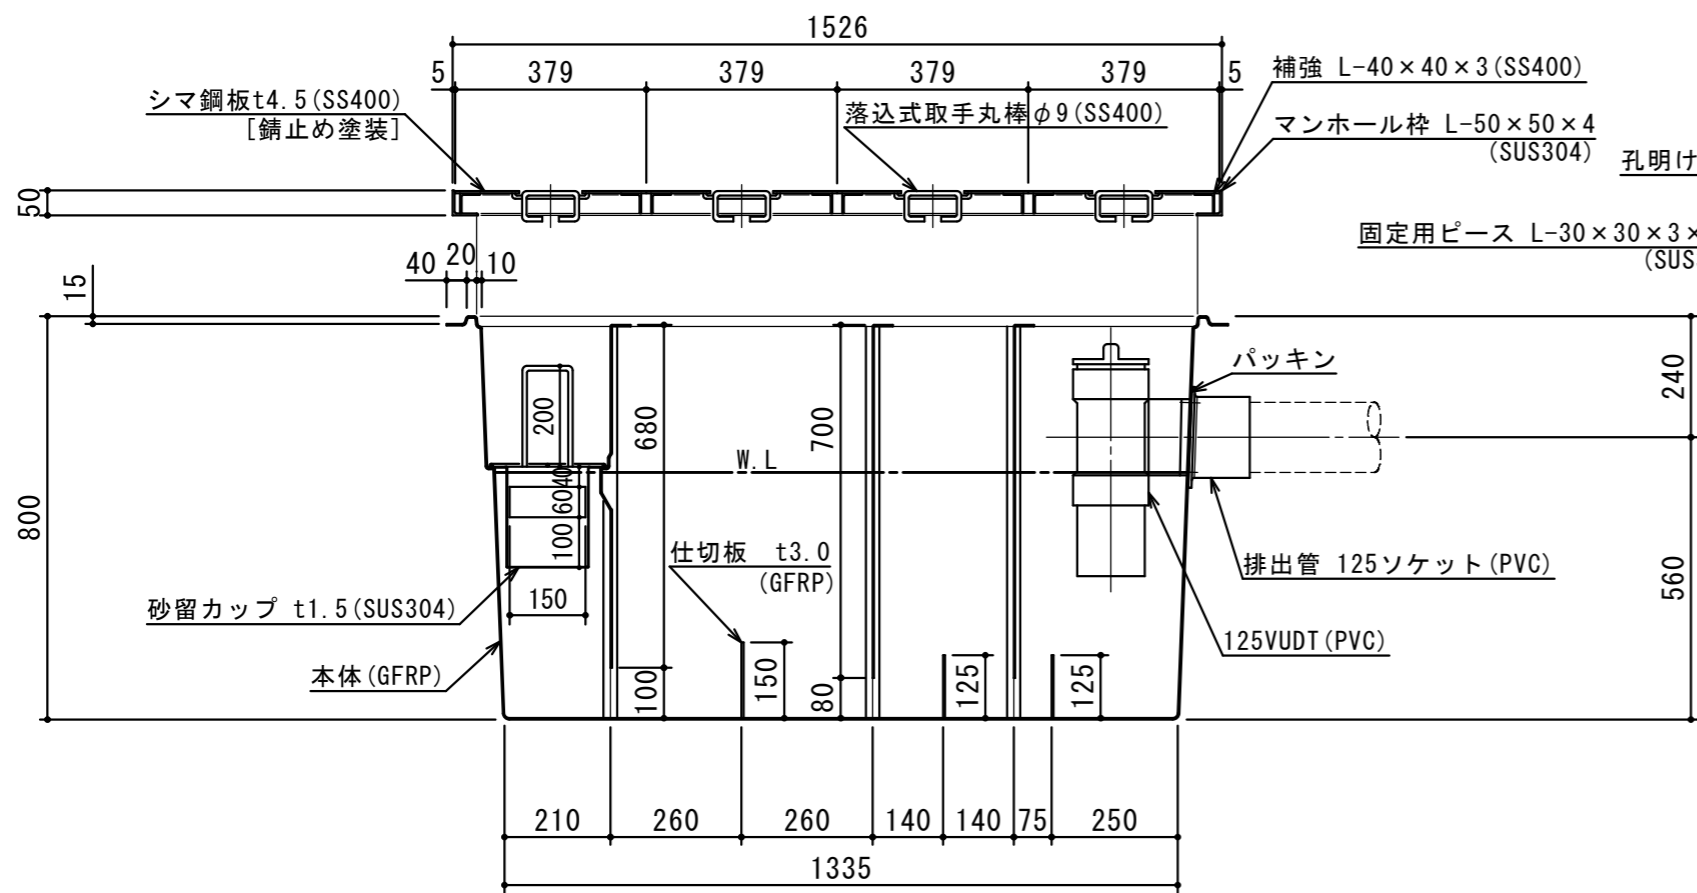 1526
5 379 379 379 379 5
補強 L-40×40×3(SS400)
シマ鋼板t4.5(SS400)
[錆止め塗装]
落込式取手丸棒φ9(SS400)
マンホール枠 L-50×50×4
(SUS304)
孔明け
50
固定用ピース L-30×30×3×
(SUS
40 20 10
15
パッキン
240
200
680
700
W.L
40
60
100
800
仕切板 t3.0
(GFRP)
排出管 125ソケット(PVC)
560
150
砂留カップ t1.5(SUS304)
125VUDT(PVC)
本体(GFRP)
100
150
80
125
125
210 260 260 140 140 75 250
1335